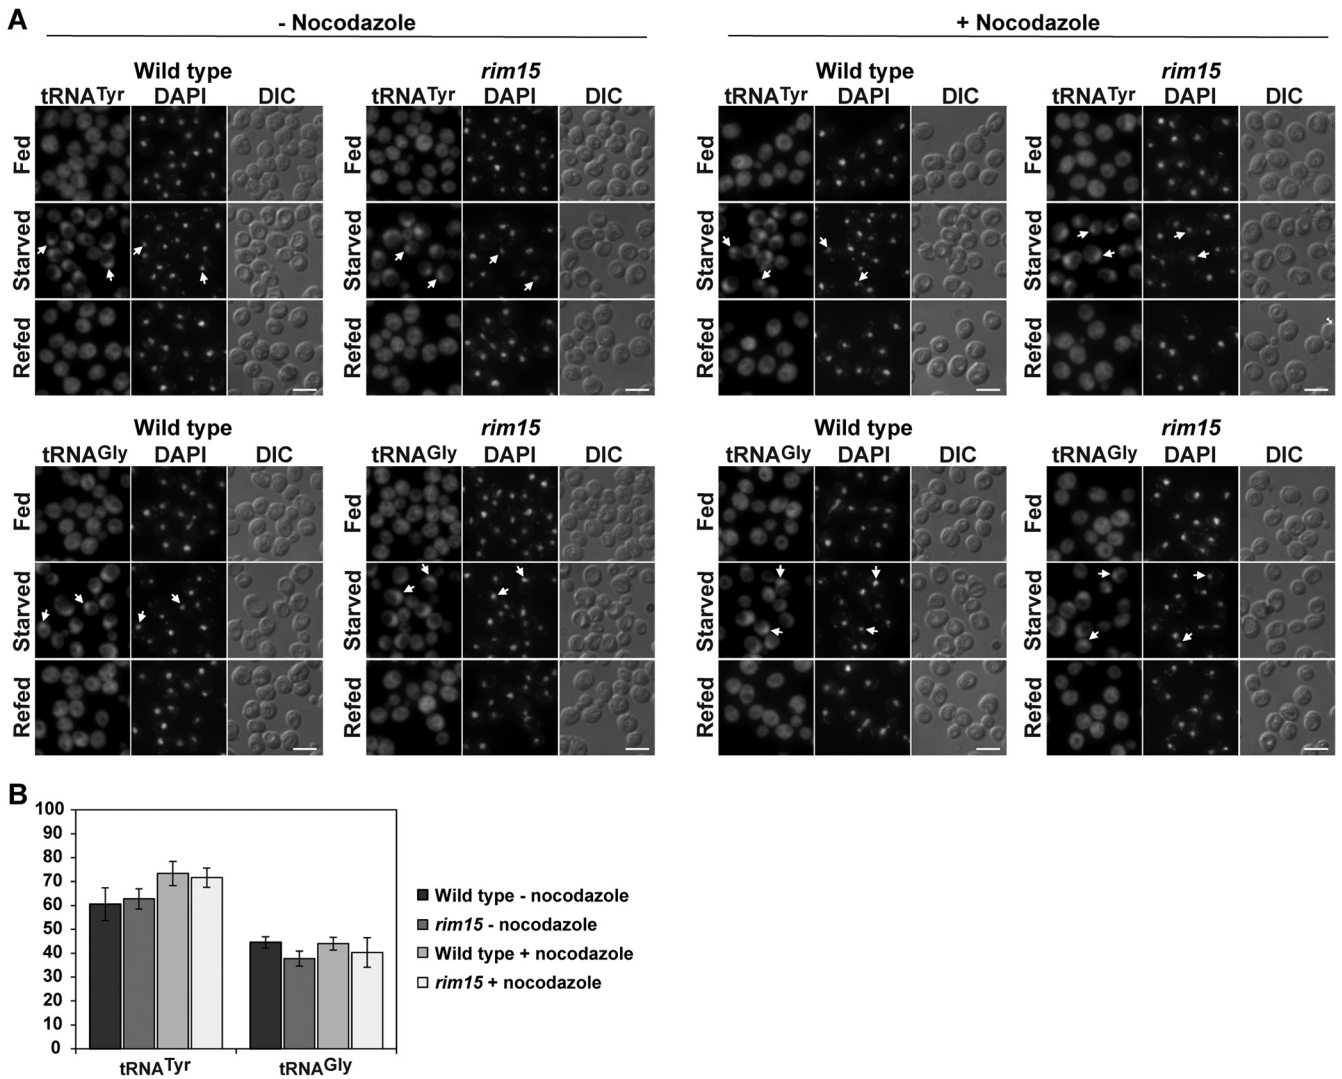 A
- Nocodazole
+ Nocodazole
Wild type
rim15
Wild type
rim15
tRNATyr DAPI DIC
tRNATyr DAPI DIC
tRNATyr DAPI DIC
tRNATyr DAPI DIC
Fed
Fed
Fed
Fed
Starved
Starved
Starved
Starved
Refed
Refed
Refed
Refed
Wild type
rim15
Wild type
rim15
tRNAGly DAPI DIC
tRNAGly DAPI DIC
tRNAGly DAPI DIC
tRNAGly DAPI DIC
Fed
Fed
Fed
Fed
Starved
Starved
Starved
Starved
Refed
Refed
Refed
Refed
B
100
90
80
70
60
50
40
30
20
10
0
tRNATyr
tRNAGly
Wild type - nocodazole
rim15 - nocodazole
Wild type + nocodazole
rim15 + nocodazole